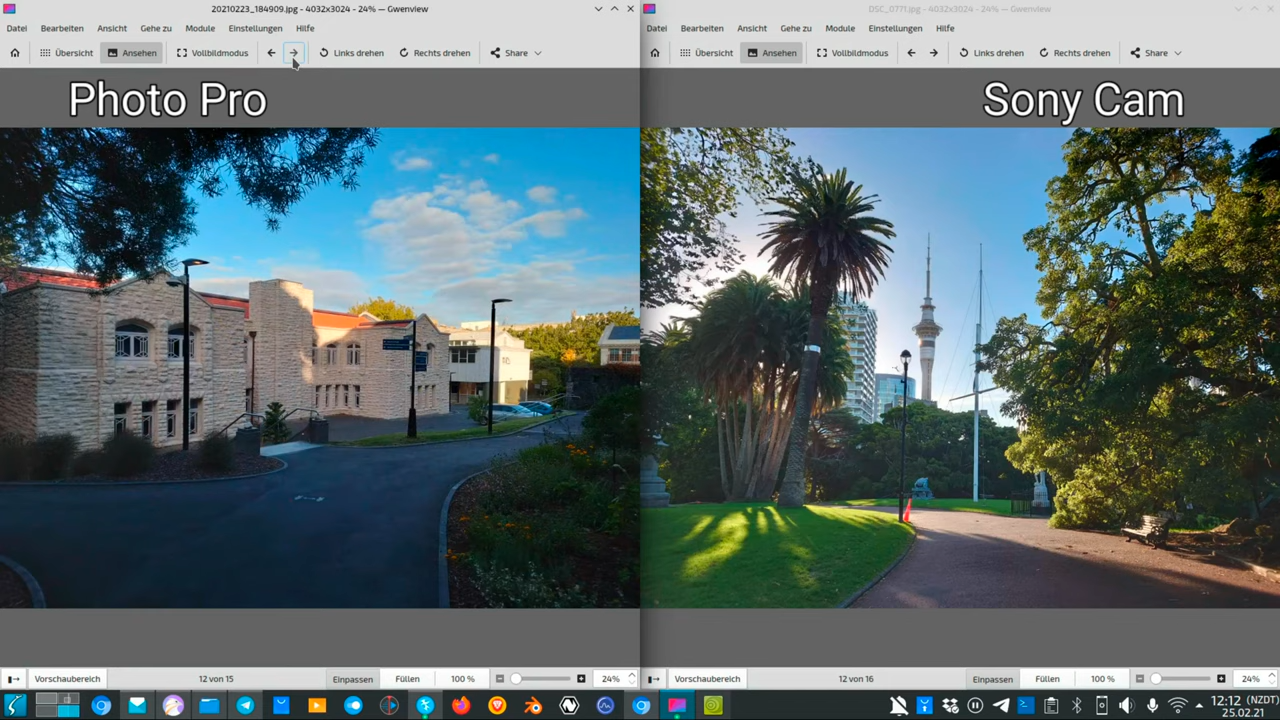 20210223_184909.jpg - 4032x3024 - 24% — Gwenview
Datei Bearbeiten Ansicht Gehe zu Module Einstellungen Hilfe
Übersicht Ansehen Vollbildmodus Links drehen Rechts drehen Share
Photo Pro
12 von 15
Vorschaubereich
Einpassen Füllen 100 % 24%
DSC_0771.jpg - 4032x3024 - 24% — Gwenview
Datei Bearbeiten Ansicht Gehe zu Module Einstellungen Hilfe
Übersicht Ansehen Vollbildmodus Links drehen Rechts drehen Share
Sony Cam
Vorschaubereich
12 von 16
Einpassen Füllen 100 % 24%
12:12 (NZDT)
25.02.21